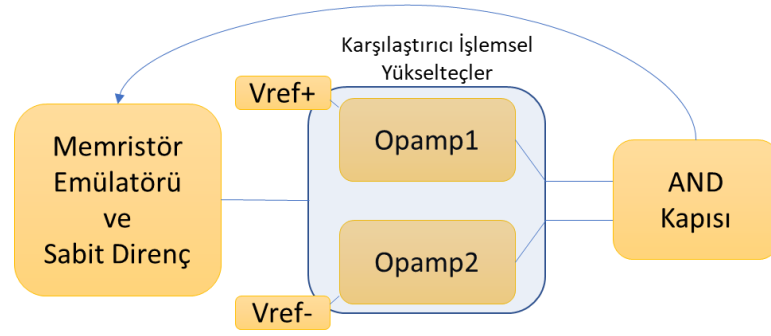 Karşılaştırıcı İşlemsel
Yükselteçler
Vref+
Opamp1
Memristör
Emülatörü
ve
Sabit Direnç
AND
Kapısı
Opamp2
Vref-